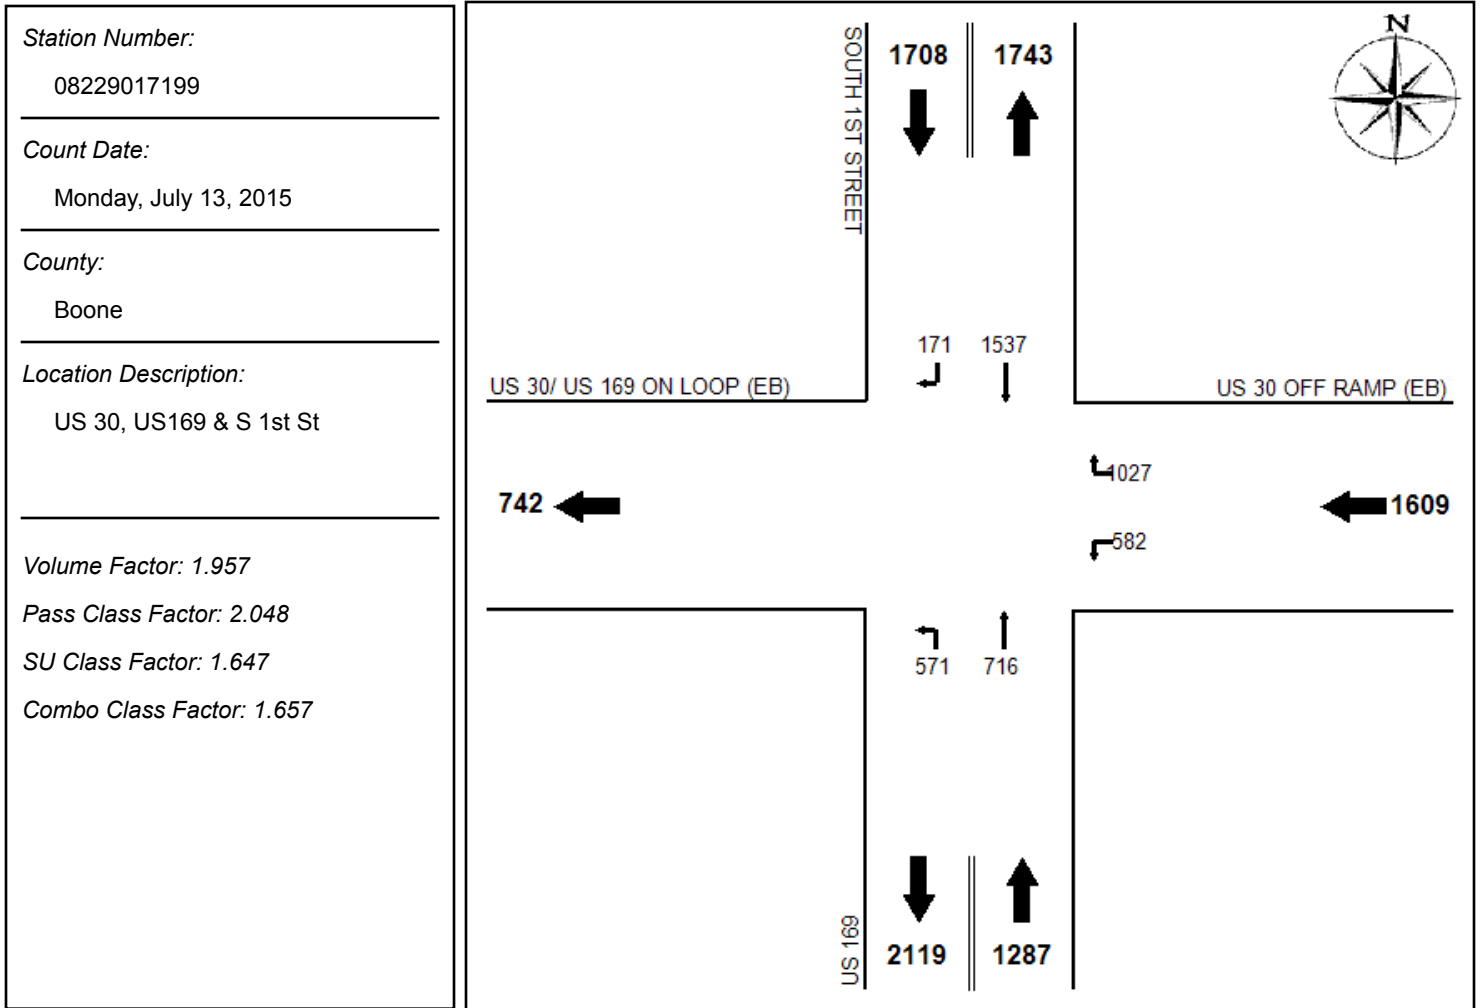 Station Number:
08229017199
Count Date:
Monday, July 13, 2015
County:
Boone
Location Description:
US 30, US169 & S 1st St
Volume Factor: 1.957
Pass Class Factor: 2.048
SU Class Factor: 1.647
Combo Class Factor: 1.657
N
SOUTH 1ST STREET
1708 1743
171 1537
US 30/ US 169 ON LOOP (EB)
US 30 OFF RAMP (EB)
1027
742
1609
582
571 716
US 169
2119 1287